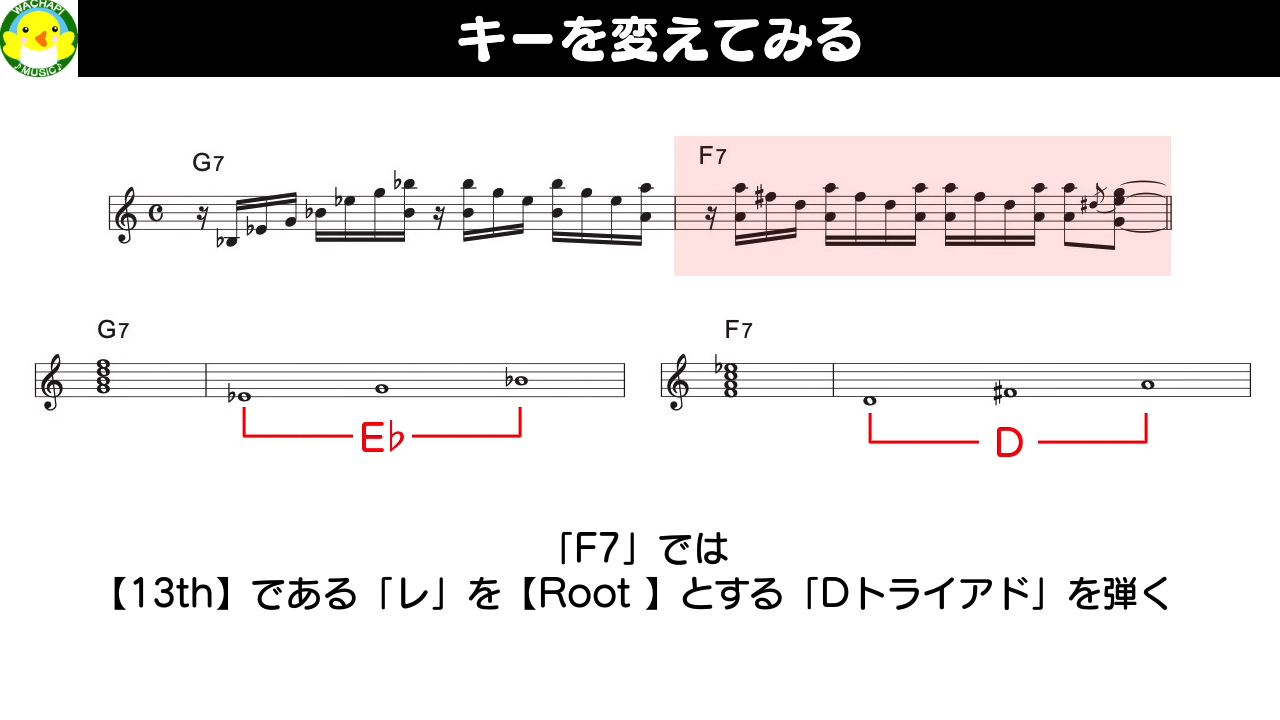 WACHAPI
♪MUSIC♪
キーを変えてみる
G7
F7
G7
F7
E♭
D
「F7」では
【13th】である「レ」を【Root 】とする「Dトライアド」を弾く